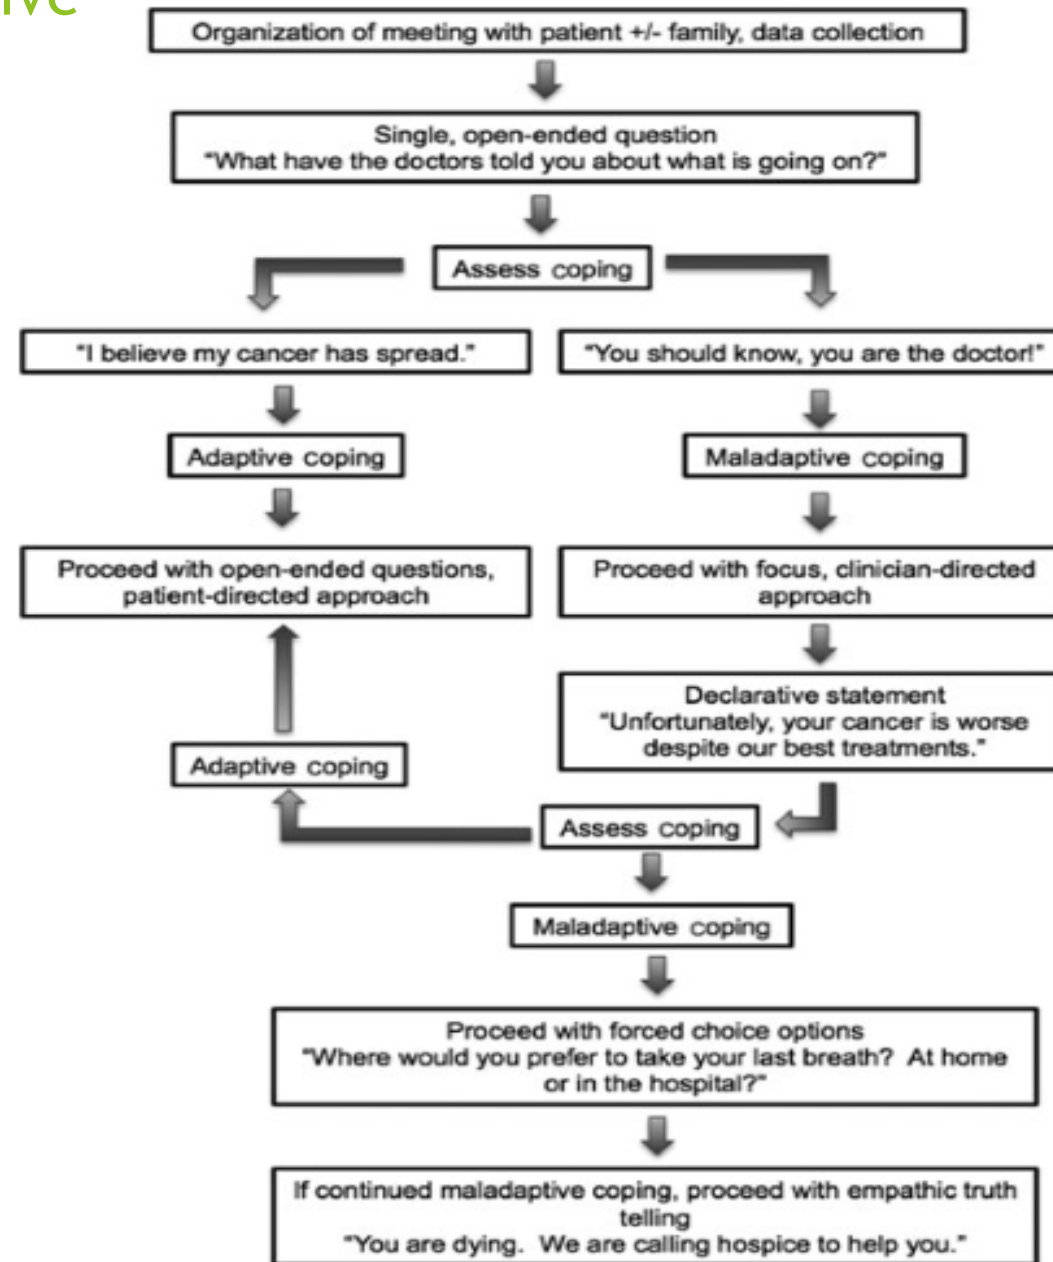 ive
Organization of meeting with patient +/- family, data collection
Single, open-ended question
"What have the doctors told you about what is going on?"
Assess coping
"I believe my cancer has spread."
"You should know, you are the doctor!"
Adaptive coping
Maladaptive coping
Proceed with open-ended questions,
patient-directed approach
Proceed with focus, clinician-directed
approach
Declarative statement
"Unfortunately, your cancer is worse
despite our best treatments."
Adaptive coping
Assess coping
Maladaptive coping
Proceed with forced choice options
"Where would you prefer to take your last breath? At home
or in the hospital?"
If continued maladaptive coping, proceed with empathic truth
telling
"You are dying. We are calling hospice to help you."